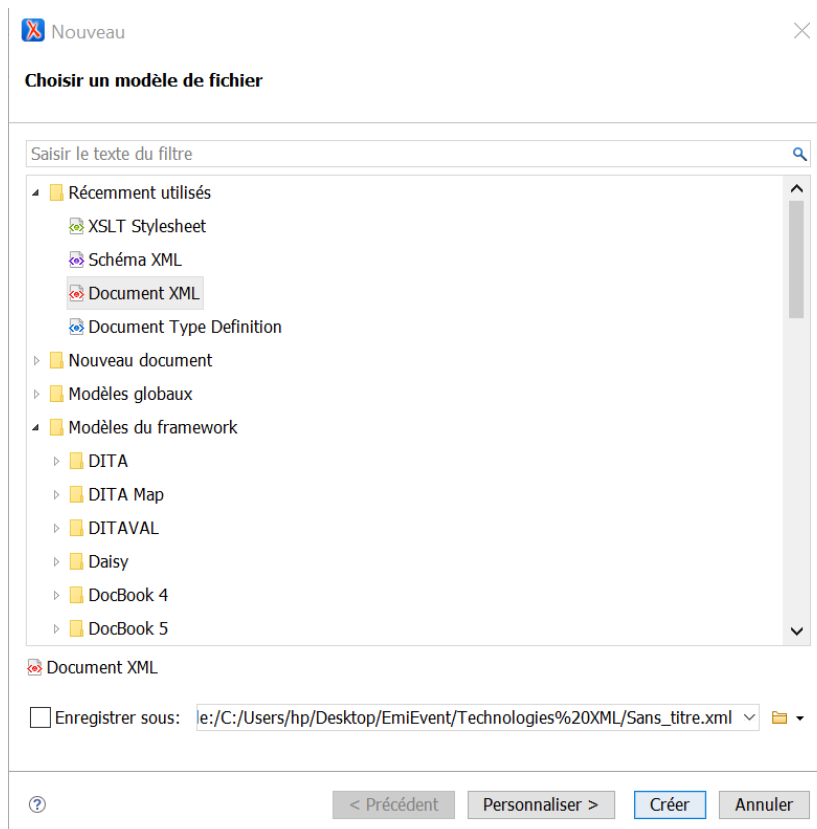 Nouveau
Choisir un modèle de fichier
Saisir le texte du filtre
Récemment utilisés
XSLT Stylesheet
Schéma XML
Document XML
Document Type Definition
Nouveau document
Modèles globaux
Modèles du framework
DITA
DITA Map
DITAVAL
Daisy
DocBook 4
DocBook 5
Document XML
Enregistrer sous: le:/C:/Users/hp/Desktop/EmiEvent/Technologies%20XML/Sans_titre.xml
? < Précédent Personnaliser > Créer Annuler